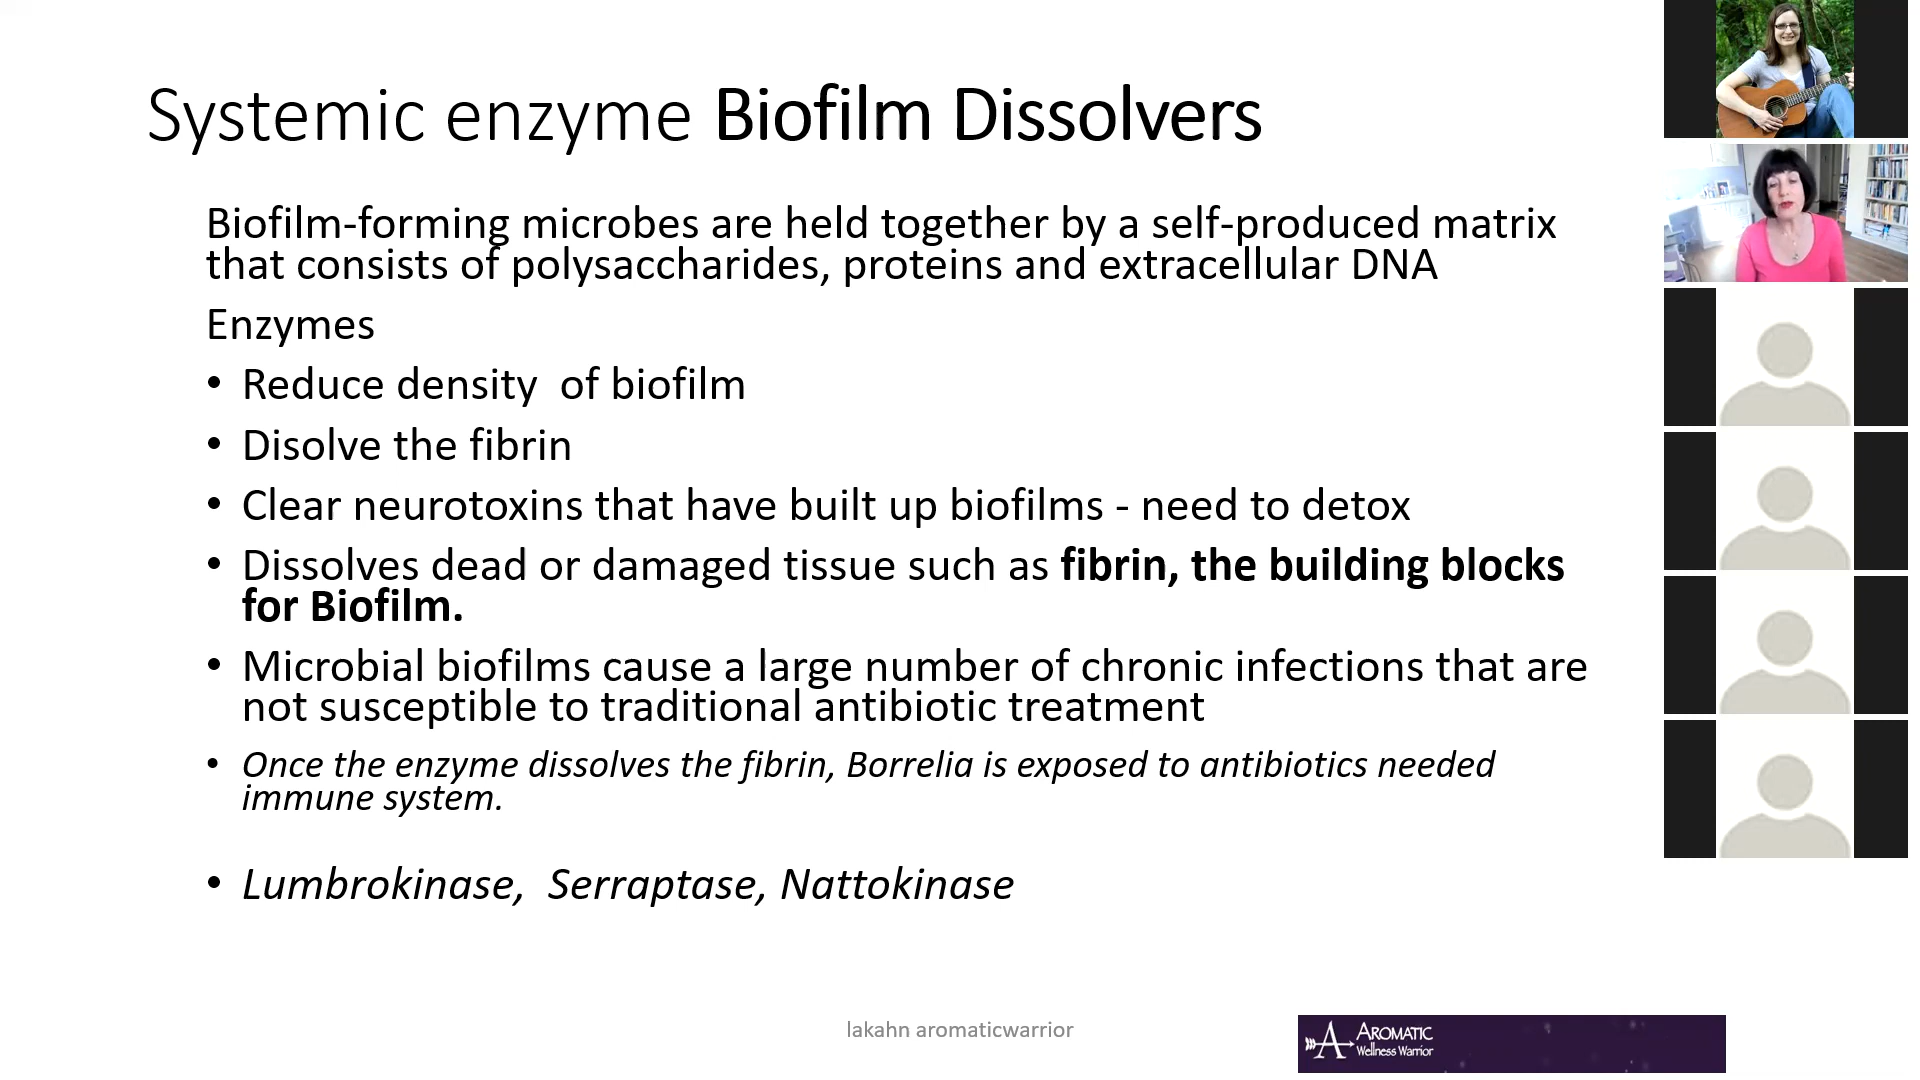 Systemic enzyme Biofilm Dissolvers
Biofilm-forming microbes are held together by a self-produced matrix
that consists of polysaccharides, proteins and extracellular DNA
Enzymes
• Reduce density  of biofilm
• Disolve the fibrin
• Clear neurotoxins that have built up biofilms - need to detox
• Dissolves dead or damaged tissue such as fibrin, the building blocks
for Biofilm.
• Microbial biofilms cause a large number of chronic infections that are
not susceptible to traditional antibiotic treatment
• Once the enzyme dissolves the fibrin, Borrelia is exposed to antibiotics needed
immune system.
• Lumbrokinase,  Serraptase, Nattokinase
lakahn aromaticwarrior
A AROMATIC
Wellness Warrior